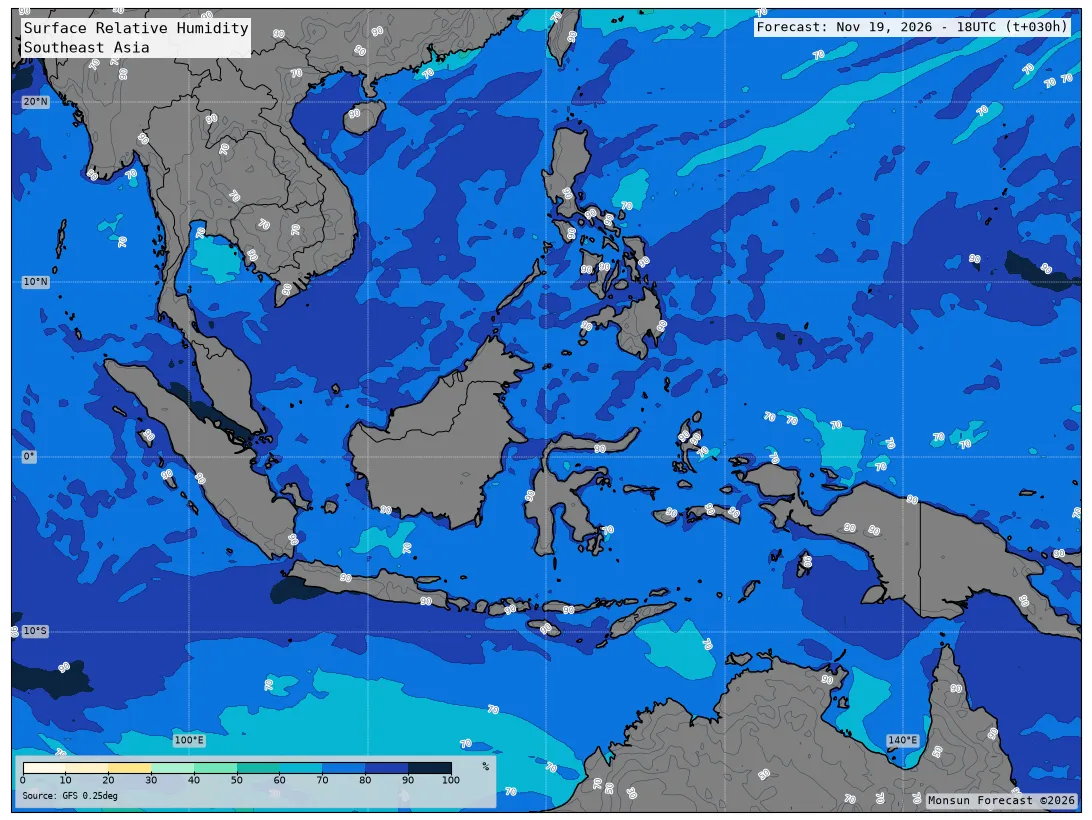 Surface Relative Humidity
Southeast Asia
Forecast: Nov 19, 2026 - 18UTC (t+030h)
20°N
10°N
0°
10°S
100°E
140°E
%
0 10 20 30 40 50 60 70 80 90 100
Source: GFS 0.25deg
Monsun Forecast ©2026